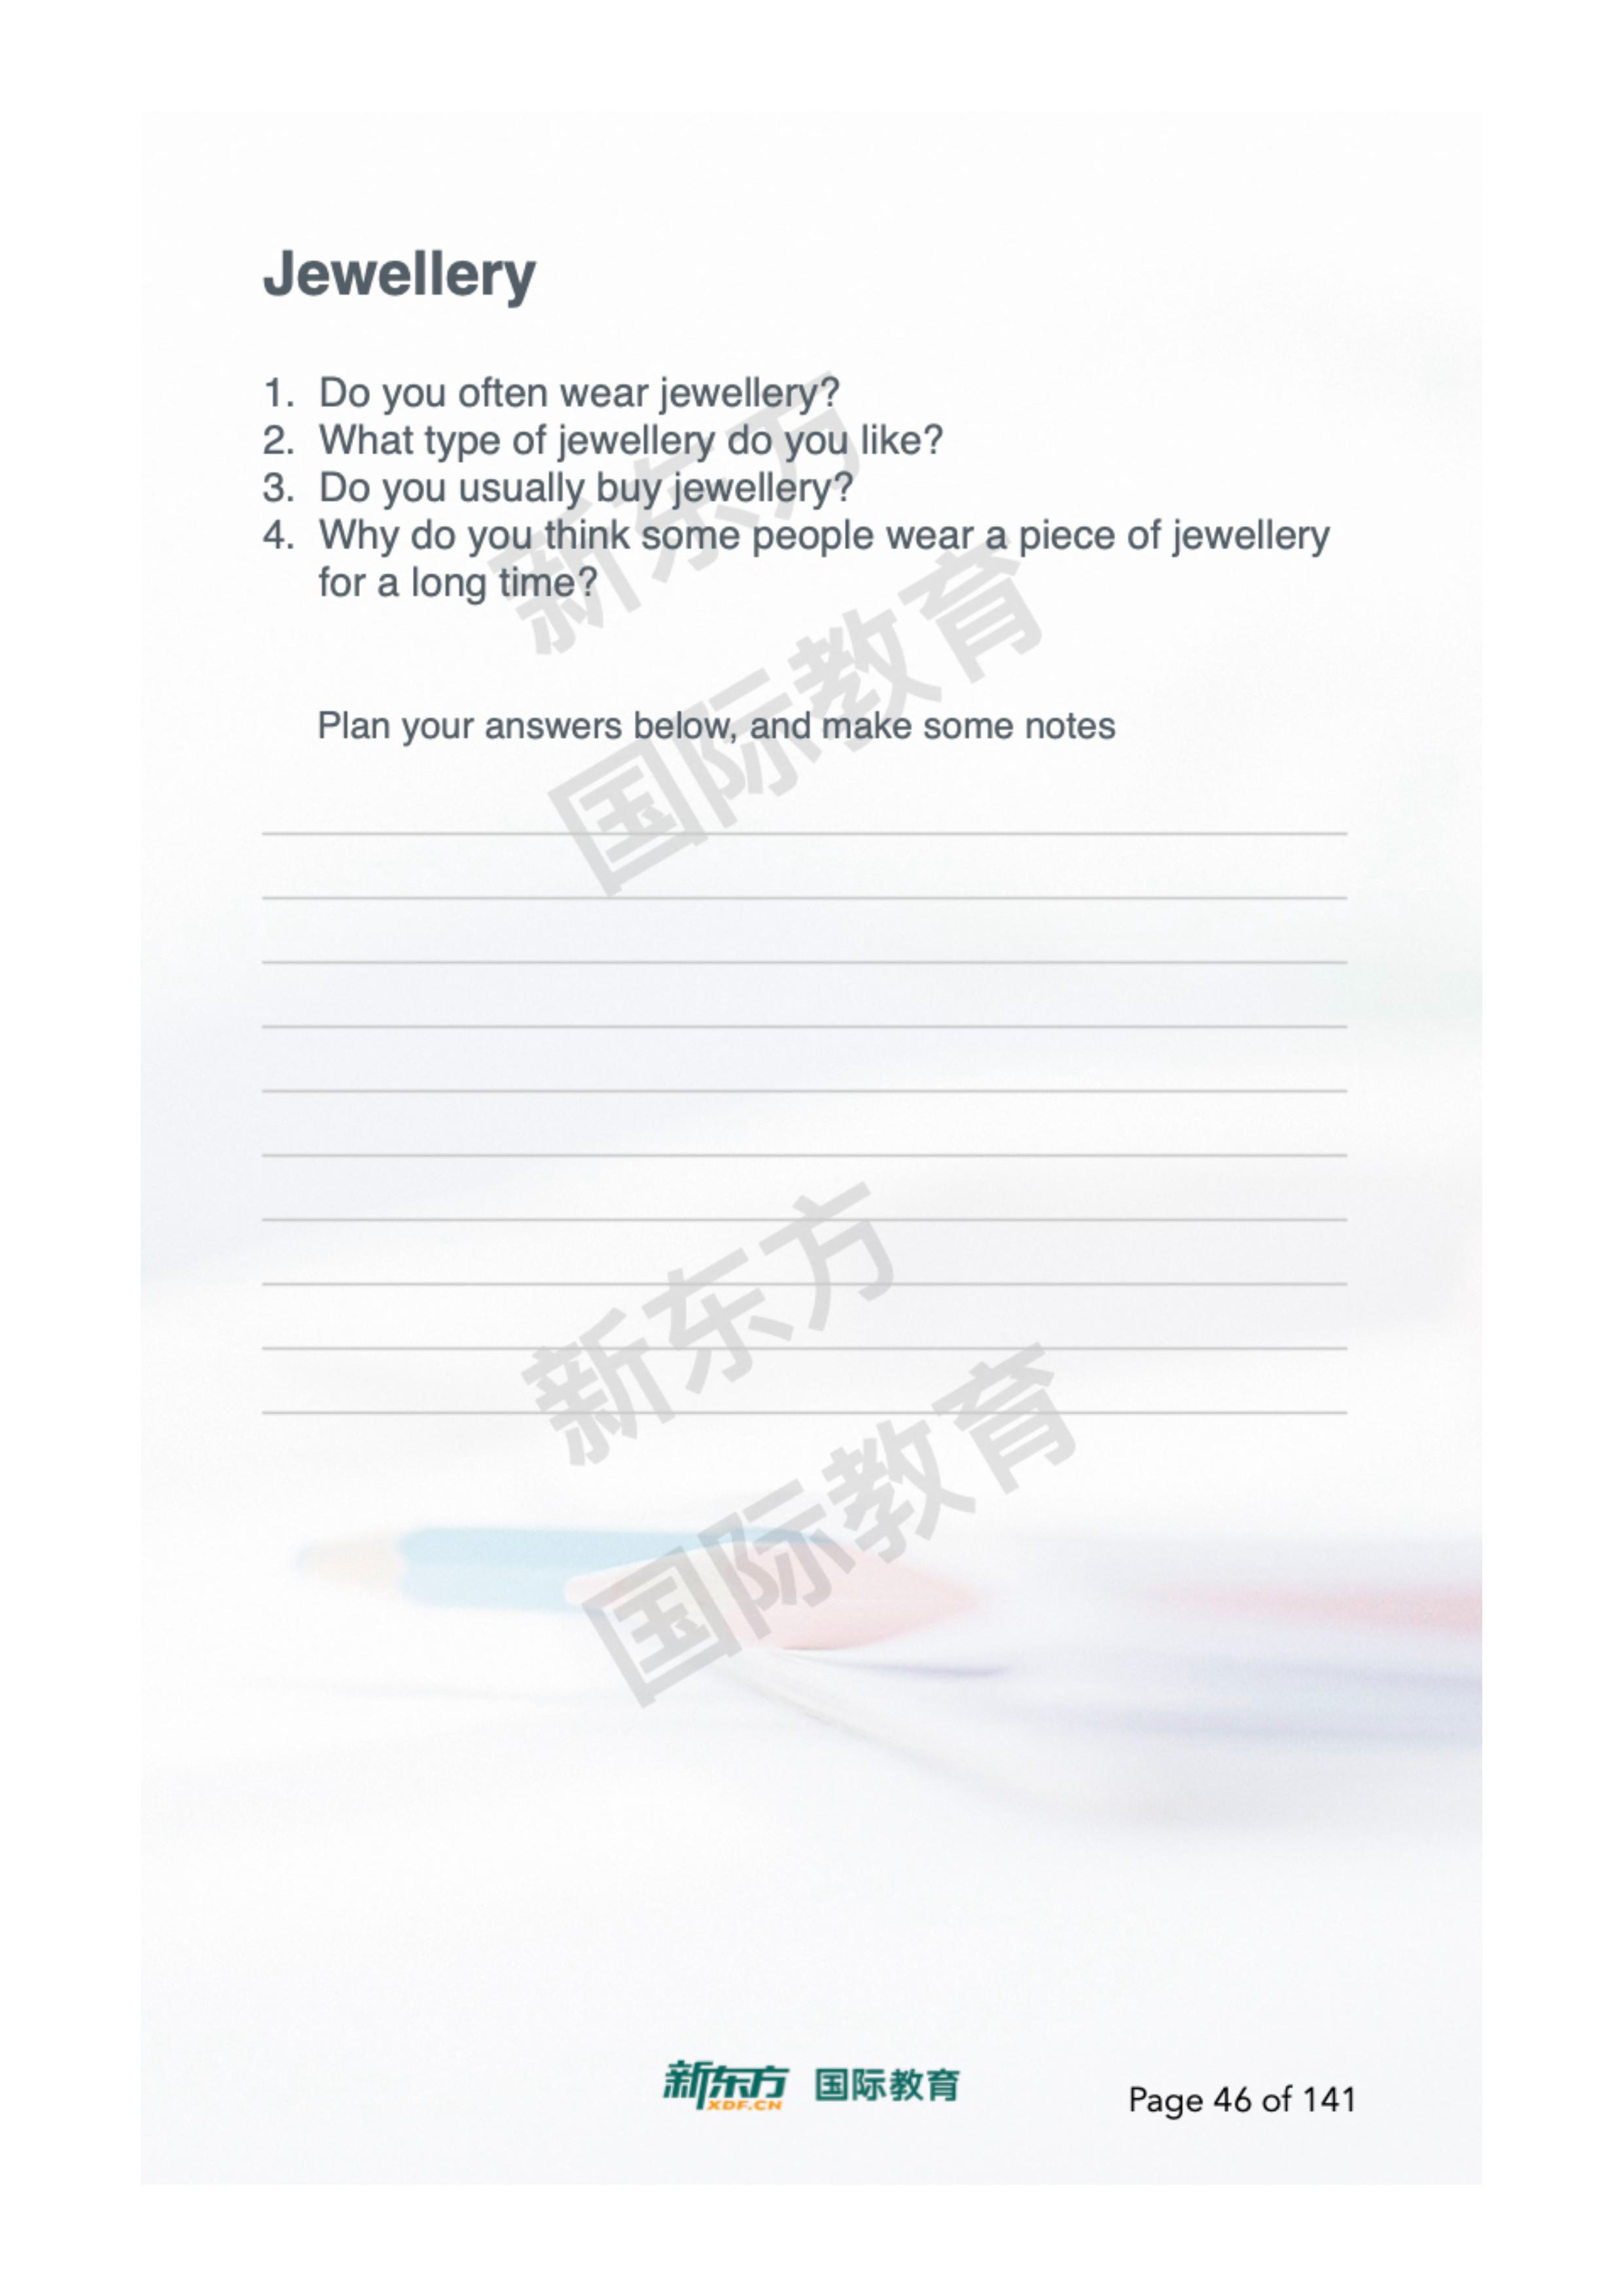 Jewellery
1. Do you often wear jewellery?
2. What type of jewellery do you like?
3. Do you usually buy jewellery?
4. Why do you think some people wear a piece of jewellery
for a long time?
新东方
国际教育
Plan your answers below, and make some notes
新东方
国际教育
新东方 国际教育
XDF.CN
Page 46 of 141